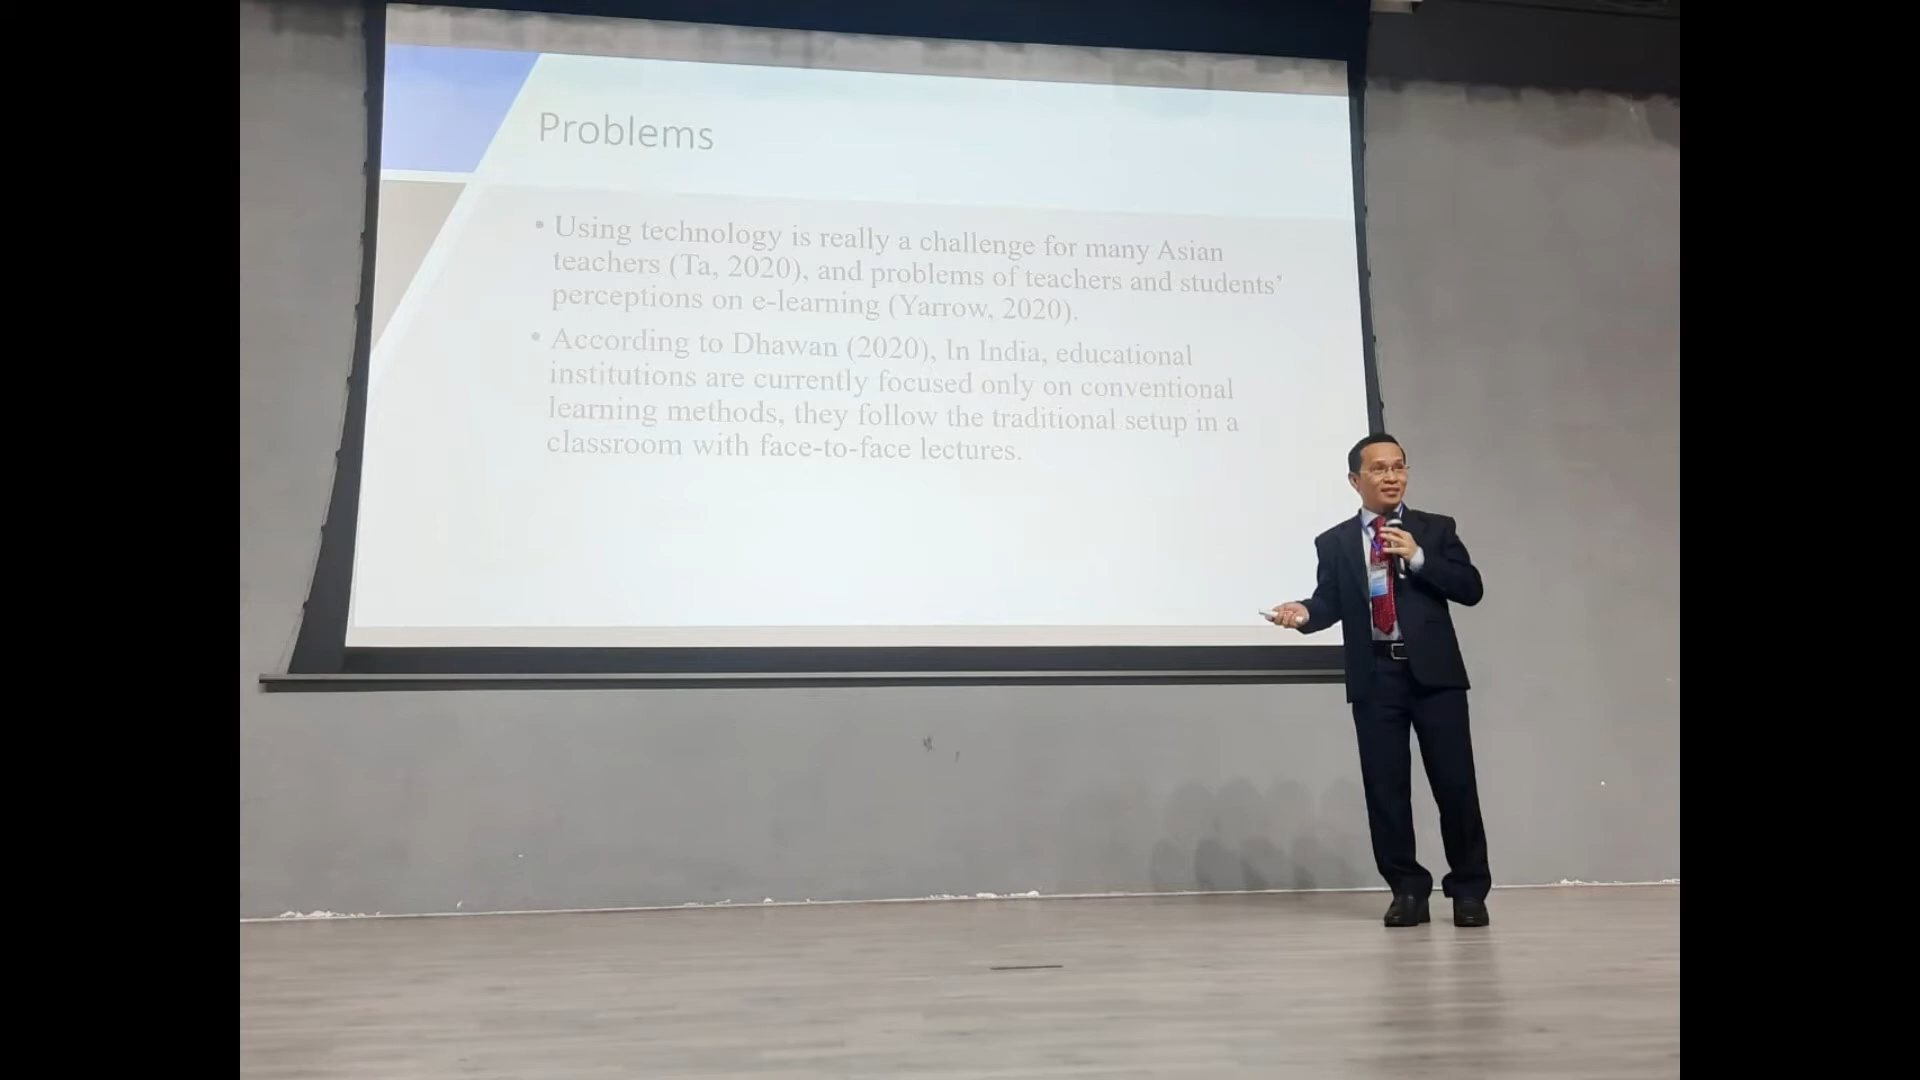 Problems
• Using technology is really a challenge for many Asian
teachers (Ta, 2020), and problems of teachers and students’
perceptions on e-learning (Yarrow, 2020).
• According to Dhawan (2020), In India, educational
institutions are currently focused only on conventional
learning methods, they follow the traditional setup in a
classroom with face-to-face lectures.